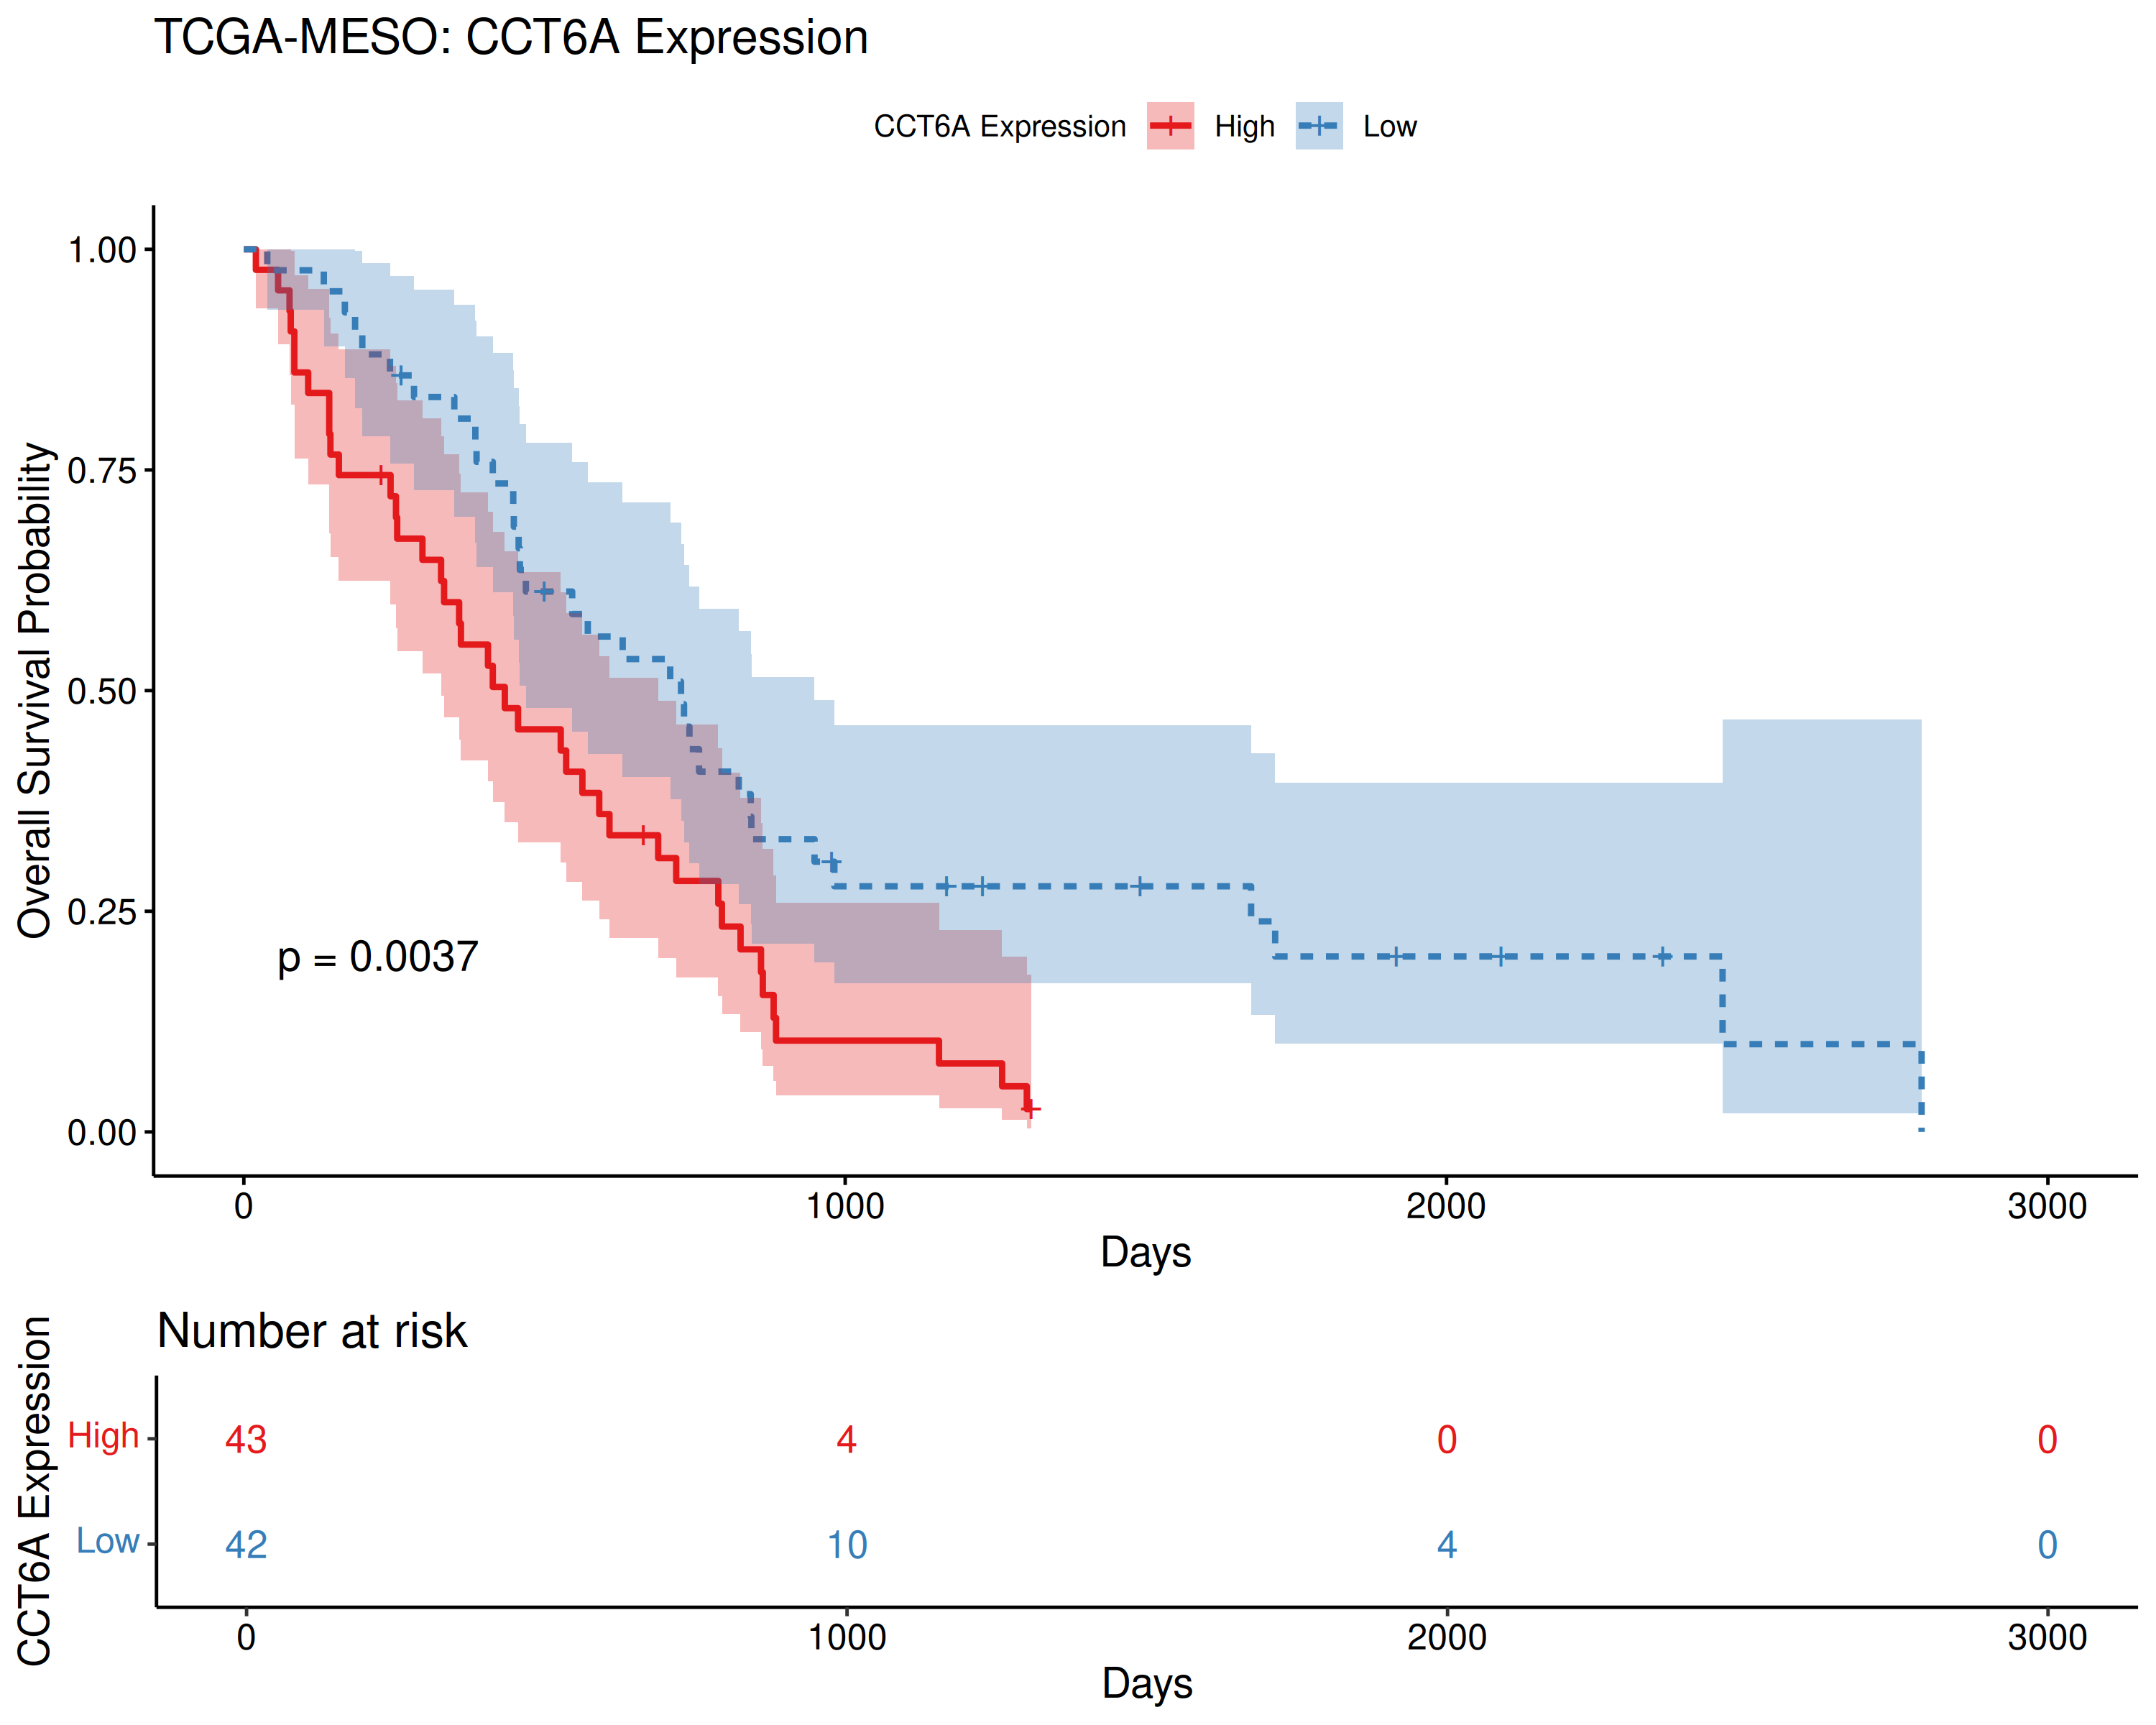 TCGA-MESO: CCT6A Expression
CCT6A Expression High Low
Overall Survival Probability
1.00
0.75
0.50
0.25
0.00
p = 0.0037
0 1000 2000 3000
Days
Number at risk
CCT6A Expression
High 43 4 0 0
Low 42 10 4 0
0 1000 2000 3000
Days